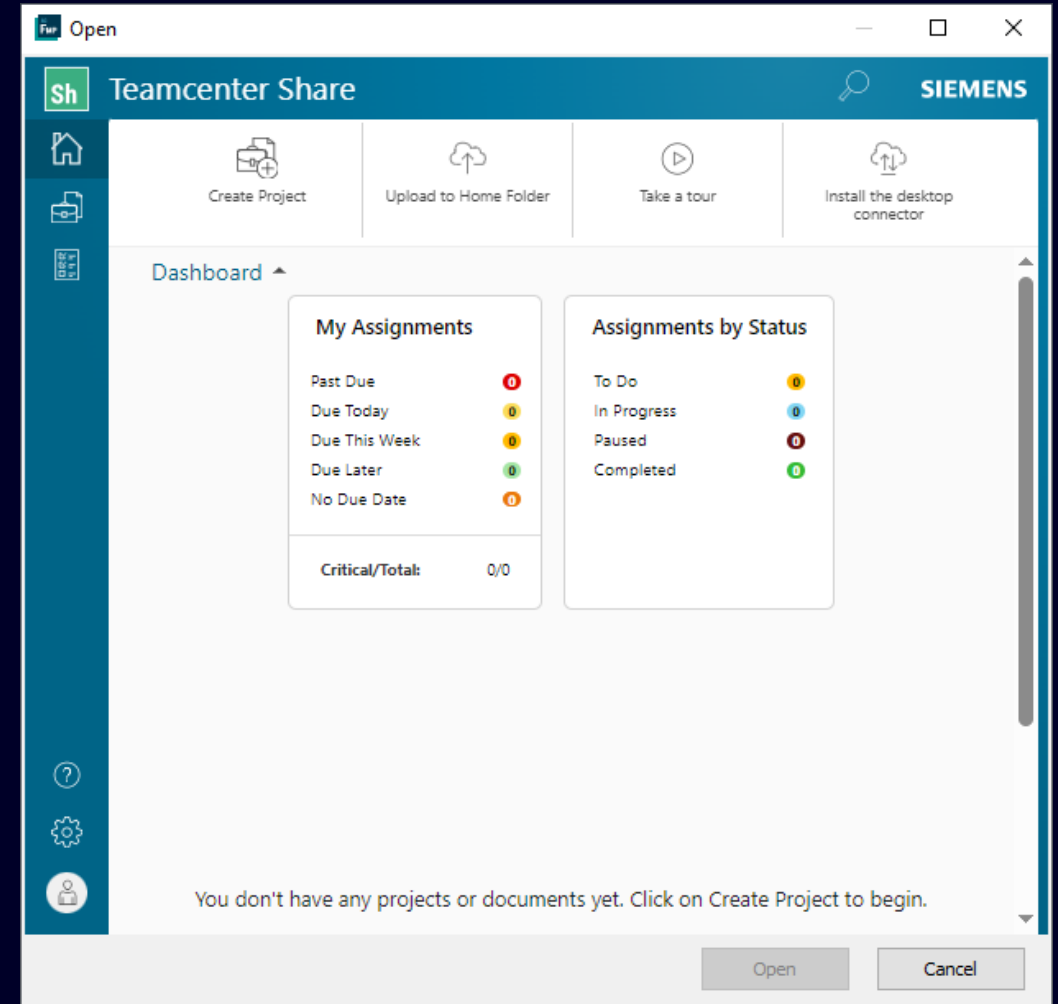 FMP Open
Sh Teamcenter Share SIEMENS
Create Project
Upload to Home Folder
Take a tour
Install the desktop
connector
Dashboard
My Assignments
Past Due 0
Due Today 0
Due This Week 0
Due Later 0
No Due Date 0
Critical/Total: 0/0
Assignments by Status
To Do 0
In Progress 0
Paused 0
Completed 0
?
You don't have any projects or documents yet. Click on Create Project to begin.
Open Cancel